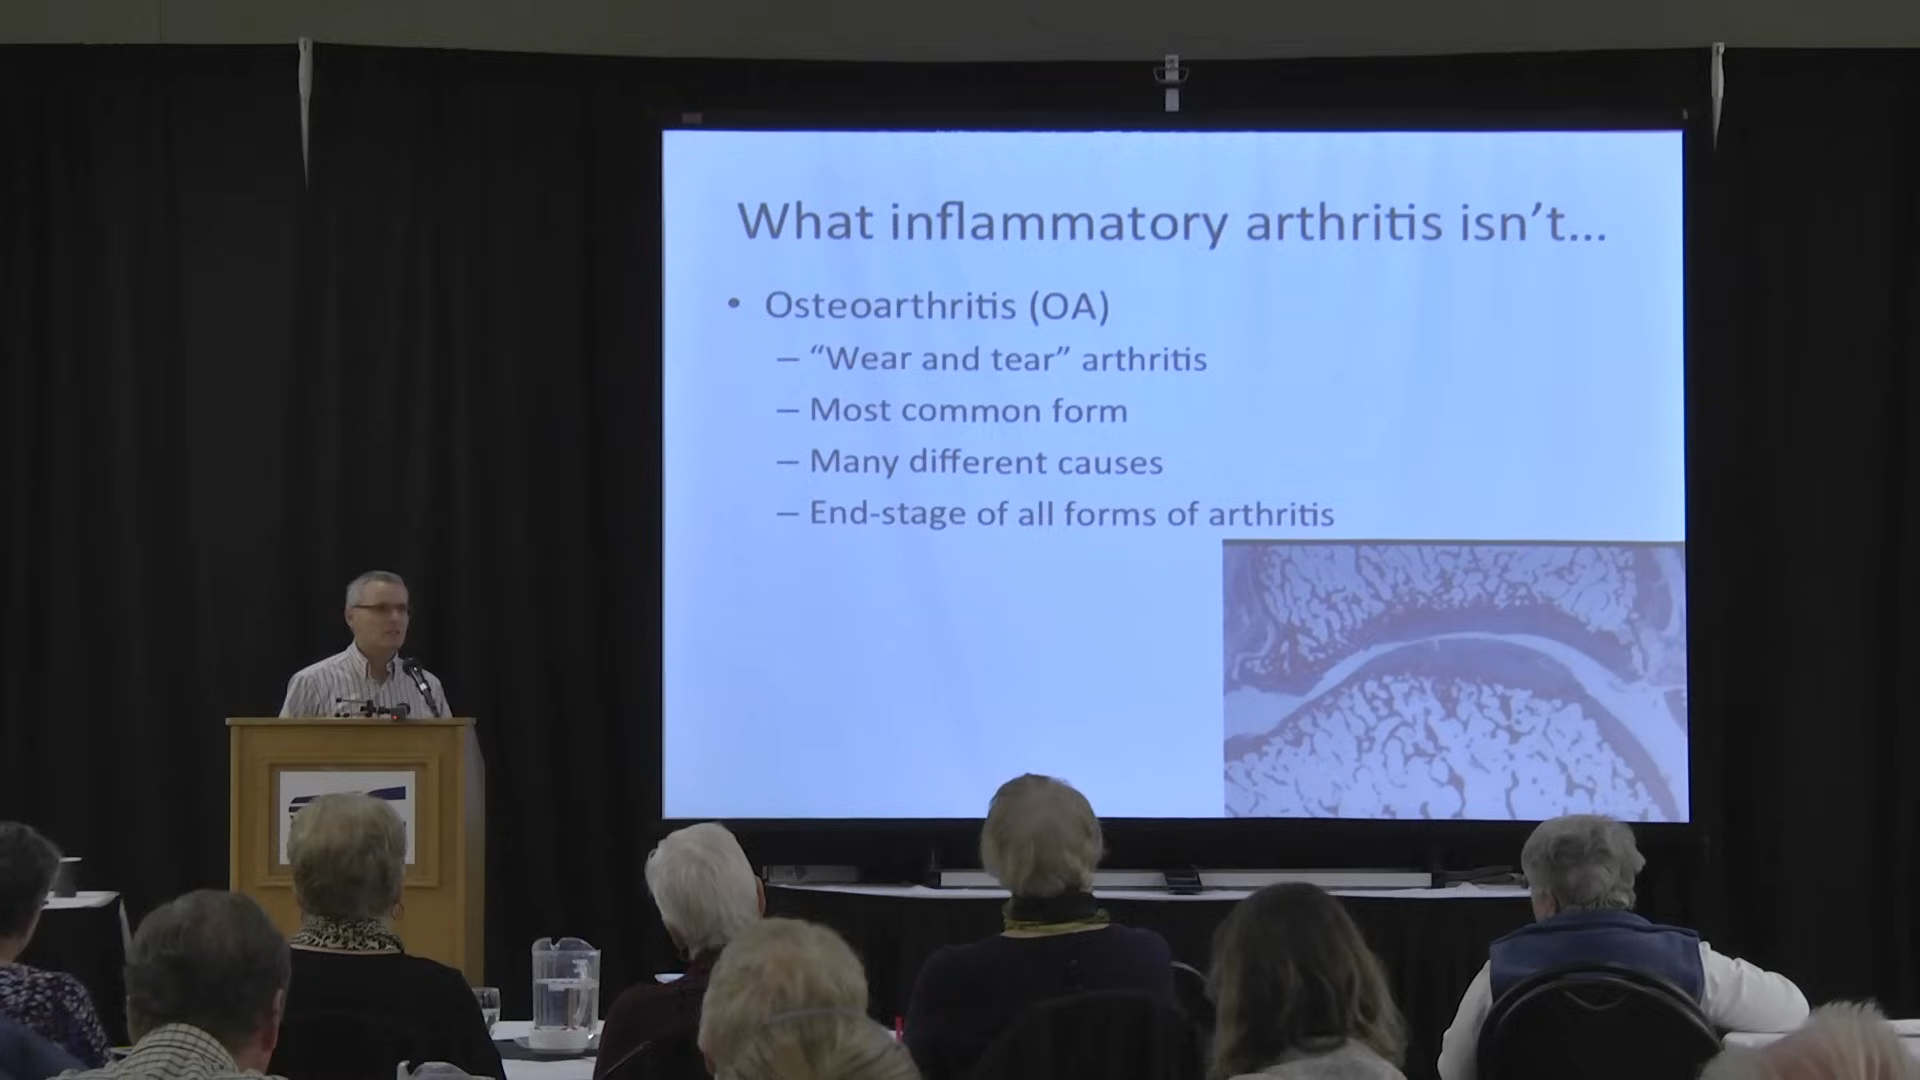 What inflammatory arthritis isn’t...
• Osteoarthritis (OA)
– “Wear and tear” arthritis
– Most common form
– Many different causes
– End-stage of all forms of arthritis